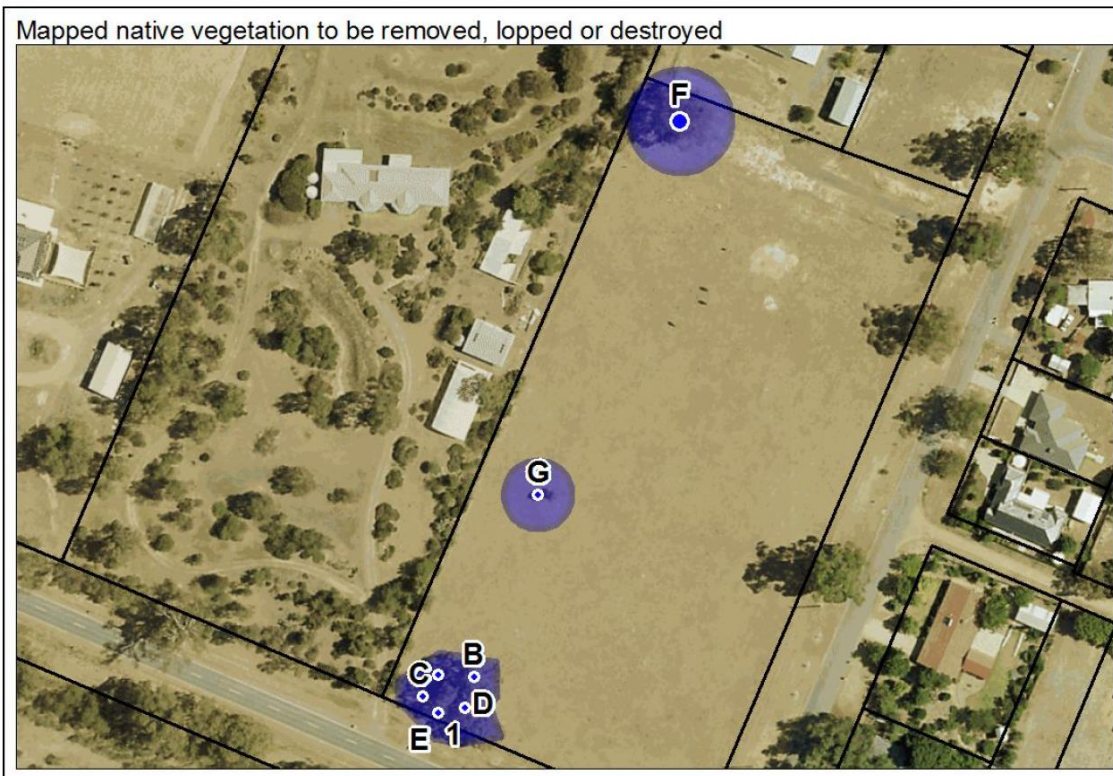 Mapped native vegetation to be removed, lopped or destroyed
F
G
C B
D
E 1